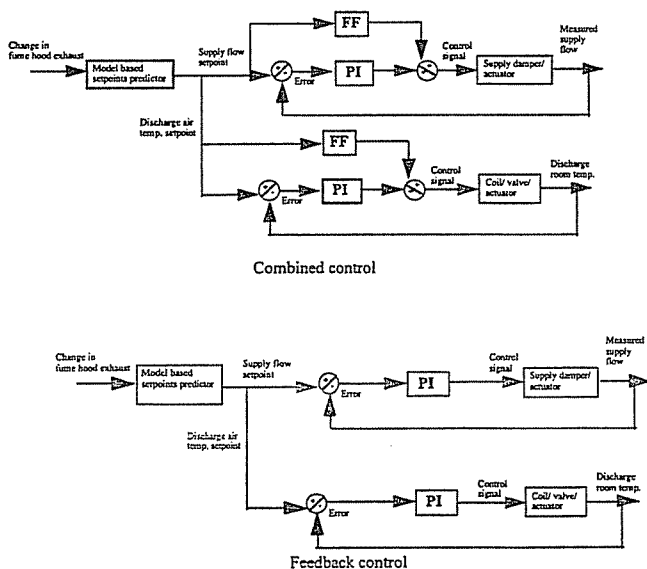 Change in
fume hood exhaust
Model based
setpoints predictor
Supply flow
setpoint
FF
Error
PI
Control
signal
Supply damper/
actuator
Measured
supply
flow
Discharge air
temp, setpoint
FF
Error
PI
Control
signal
Coil/ valve/
actuator
Discharge
room temp.
Combined control
Change in
fume hood exhaust
Model based
setpoints predictor
Supply flow
setpoint
Error
PI
Control
signal
Supply damper/
actuator
Measured
supply flow
Discharge air
temp, setpoint
Error
PI
Control
signal
Coil/ valve/
actuator
Discharge
room temp.
Feedback control